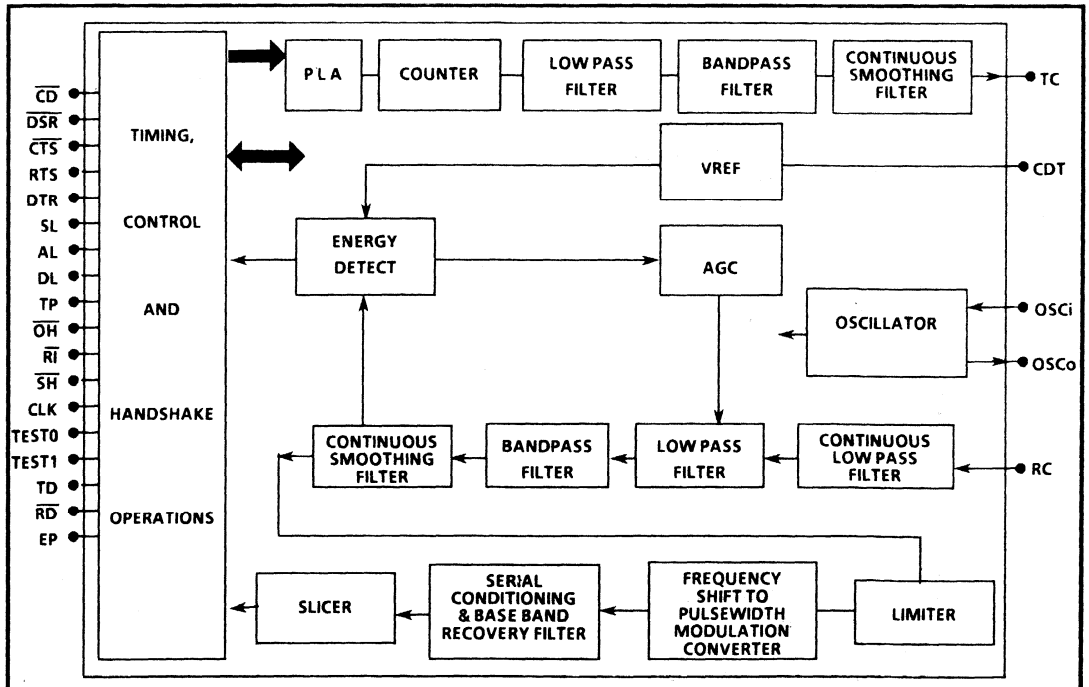 CD
DSR
CTS
RTS
DTR
SL
AL
DL
TP
OH
RI
SH
CLK
TEST0
TEST1
TD
RD
EP
TIMING,
CONTROL
AND
HANDSHAKE
OPERATIONS
PLA
COUNTER
LOW PASS
FILTER
BANDPASS
FILTER
CONTINUOUS
SMOOTHING
FILTER
TC
VREF
CDT
ENERGY
DETECT
AGC
OSCILLATOR
OSCi
OSCo
CONTINUOUS
SMOOTHING
FILTER
BANDPASS
FILTER
LOW PASS
FILTER
CONTINUOUS
LOW PASS
FILTER
RC
SLICER
SERIAL
CONDITIONING
& BASE BAND
RECOVERY FILTER
FREQUENCY
SHIFT TO
PULSEWIDTH
MODULATION
CONVERTER
LIMITER